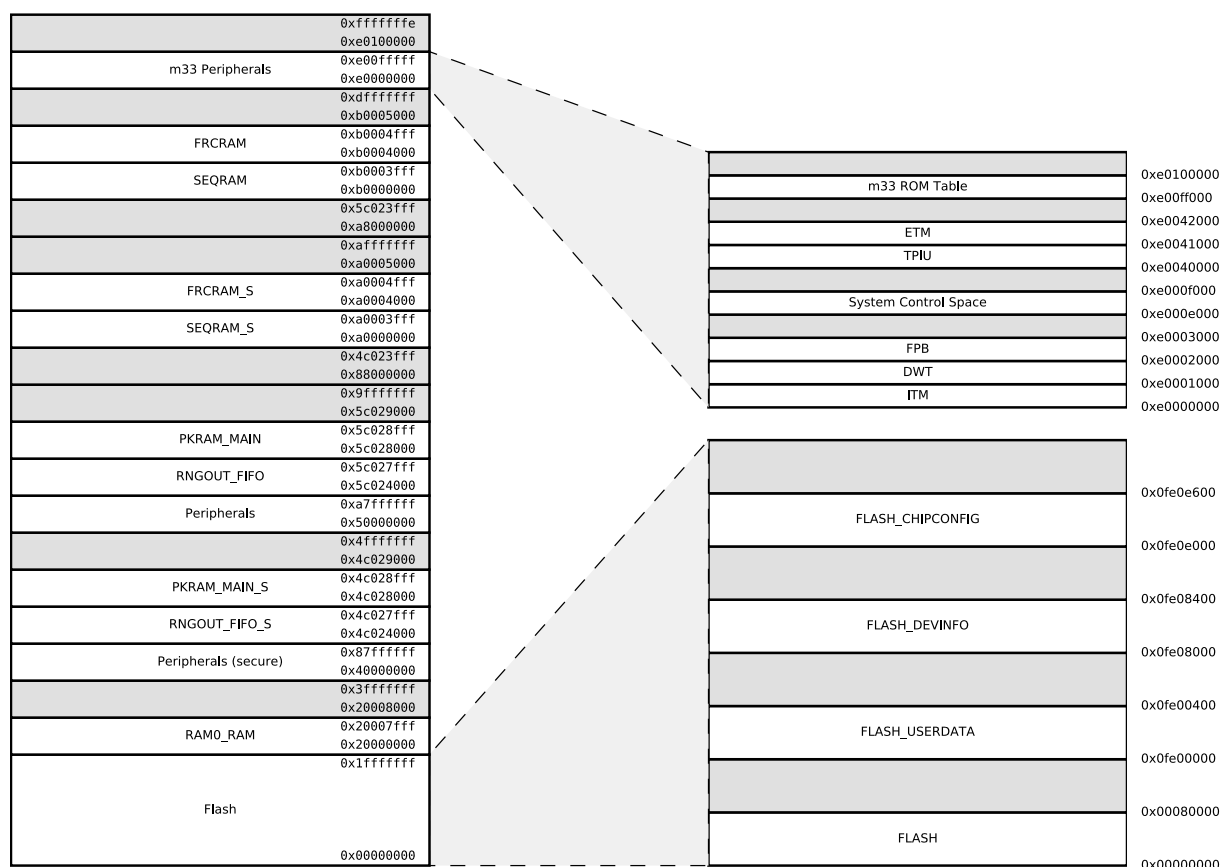 0xfffffffe
0xe0100000
m33 Peripherals
0xe00fffff
0xe0000000
0xdfffffff
0xb0005000
FRCRAM
0xb0004fff
0xb0004000
SEQRAM
0xb0003fff
0xb0000000
0x5c023fff
0xa8000000
0xafffffff
0xa0005000
FRCRAM_S
0xa0004fff
0xa0004000
SEQRAM_S
0xa0003fff
0xa0000000
0x4c023fff
0x88000000
0x9fffffff
0x5c029000
PKRAM_MAIN
0x5c028fff
0x5c028000
RNGOUT_FIFO
0x5c027fff
0x5c024000
Peripherals
0xa7ffffff
0x50000000
0x4fffffff
0x4c029000
PKRAM_MAIN_S
0x4c028fff
0x4c028000
RNGOUT_FIFO_S
0x4c027fff
0x4c024000
Peripherals (secure)
0x87ffffff
0x40000000
0x3fffffff
0x20008000
RAM0_RAM
0x20007fff
0x20000000
0x1fffffff
Flash
0x00000000
0xe0100000
m33 ROM Table
0xe00ff000
0xe0042000
ETM
0xe0041000
TPIU
0xe0040000
0xe000f000
System Control Space
0xe000e000
0xe0003000
FPB
0xe0002000
DWT
0xe0001000
ITM
0xe0000000
0x0fe0e600
FLASH_CHIPCONFIG
0x0fe0e000
0x0fe08400
FLASH_DEVINFO
0x0fe08000
0x0fe00400
FLASH_USERDATA
0x0fe00000
0x00080000
FLASH
0x00000000